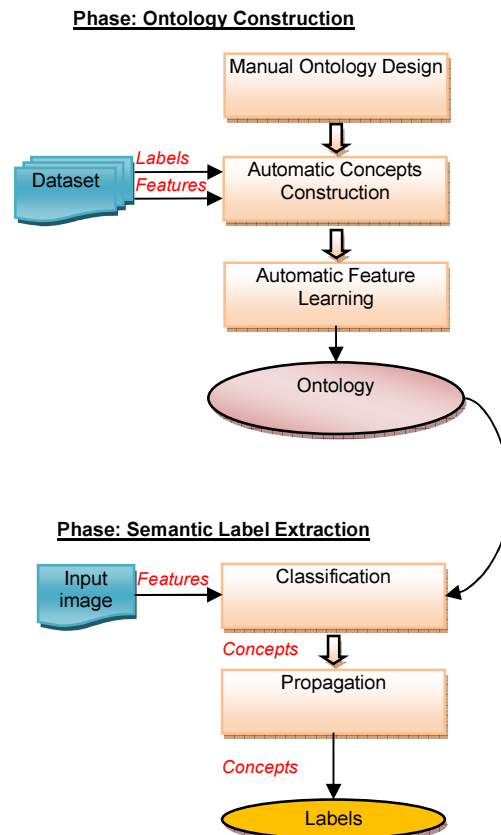 Phase: Ontology Construction
Manual Ontology Design
Labels
Dataset
Features
Automatic Concepts
Construction
Automatic Feature
Learning
Ontology
Phase: Semantic Label Extraction
Input
image
Features
Classification
Concepts
Propagation
Concepts
Labels